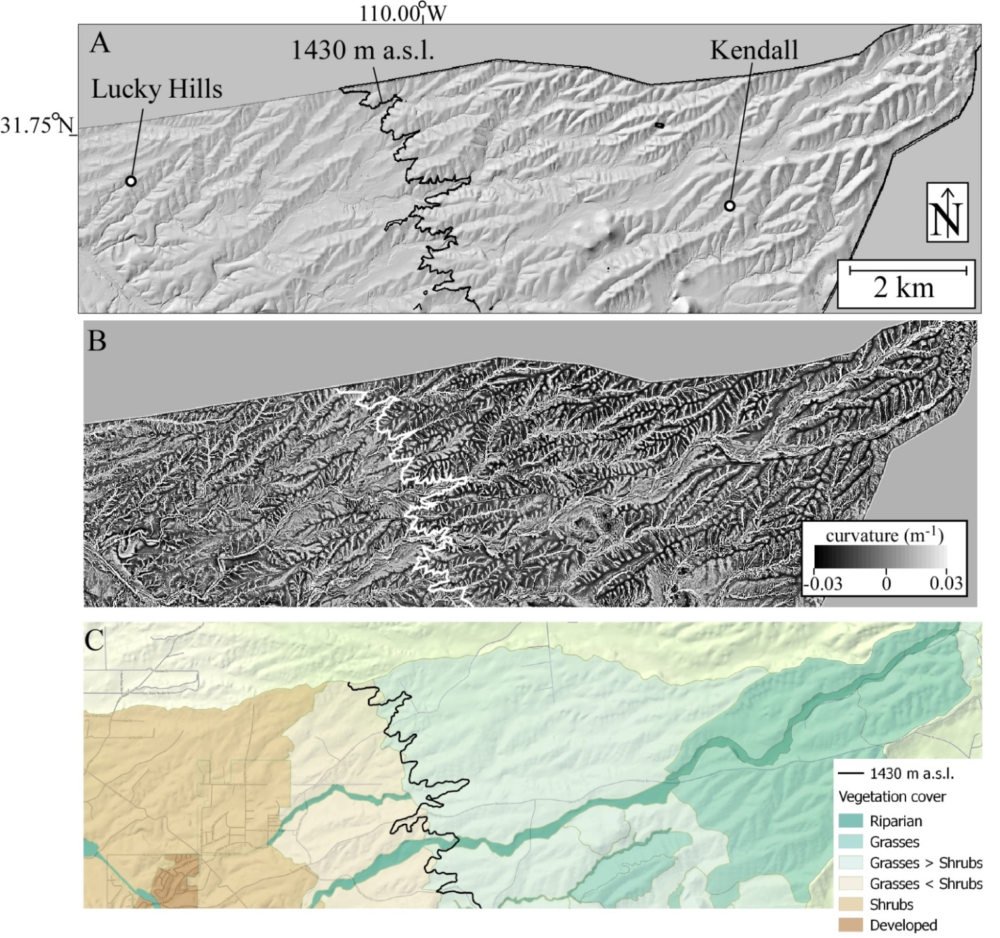 110.00°W
A
1430 m a.s.l.
Kendall
Lucky Hills
31.75°N
N
2 km
B
curvature (m-1)
-0.03 0 0.03
C
1430 m a.s.l.
Vegetation cover
Riparian
Grasses
Grasses > Shrubs
Grasses < Shrubs
Shrubs
Developed